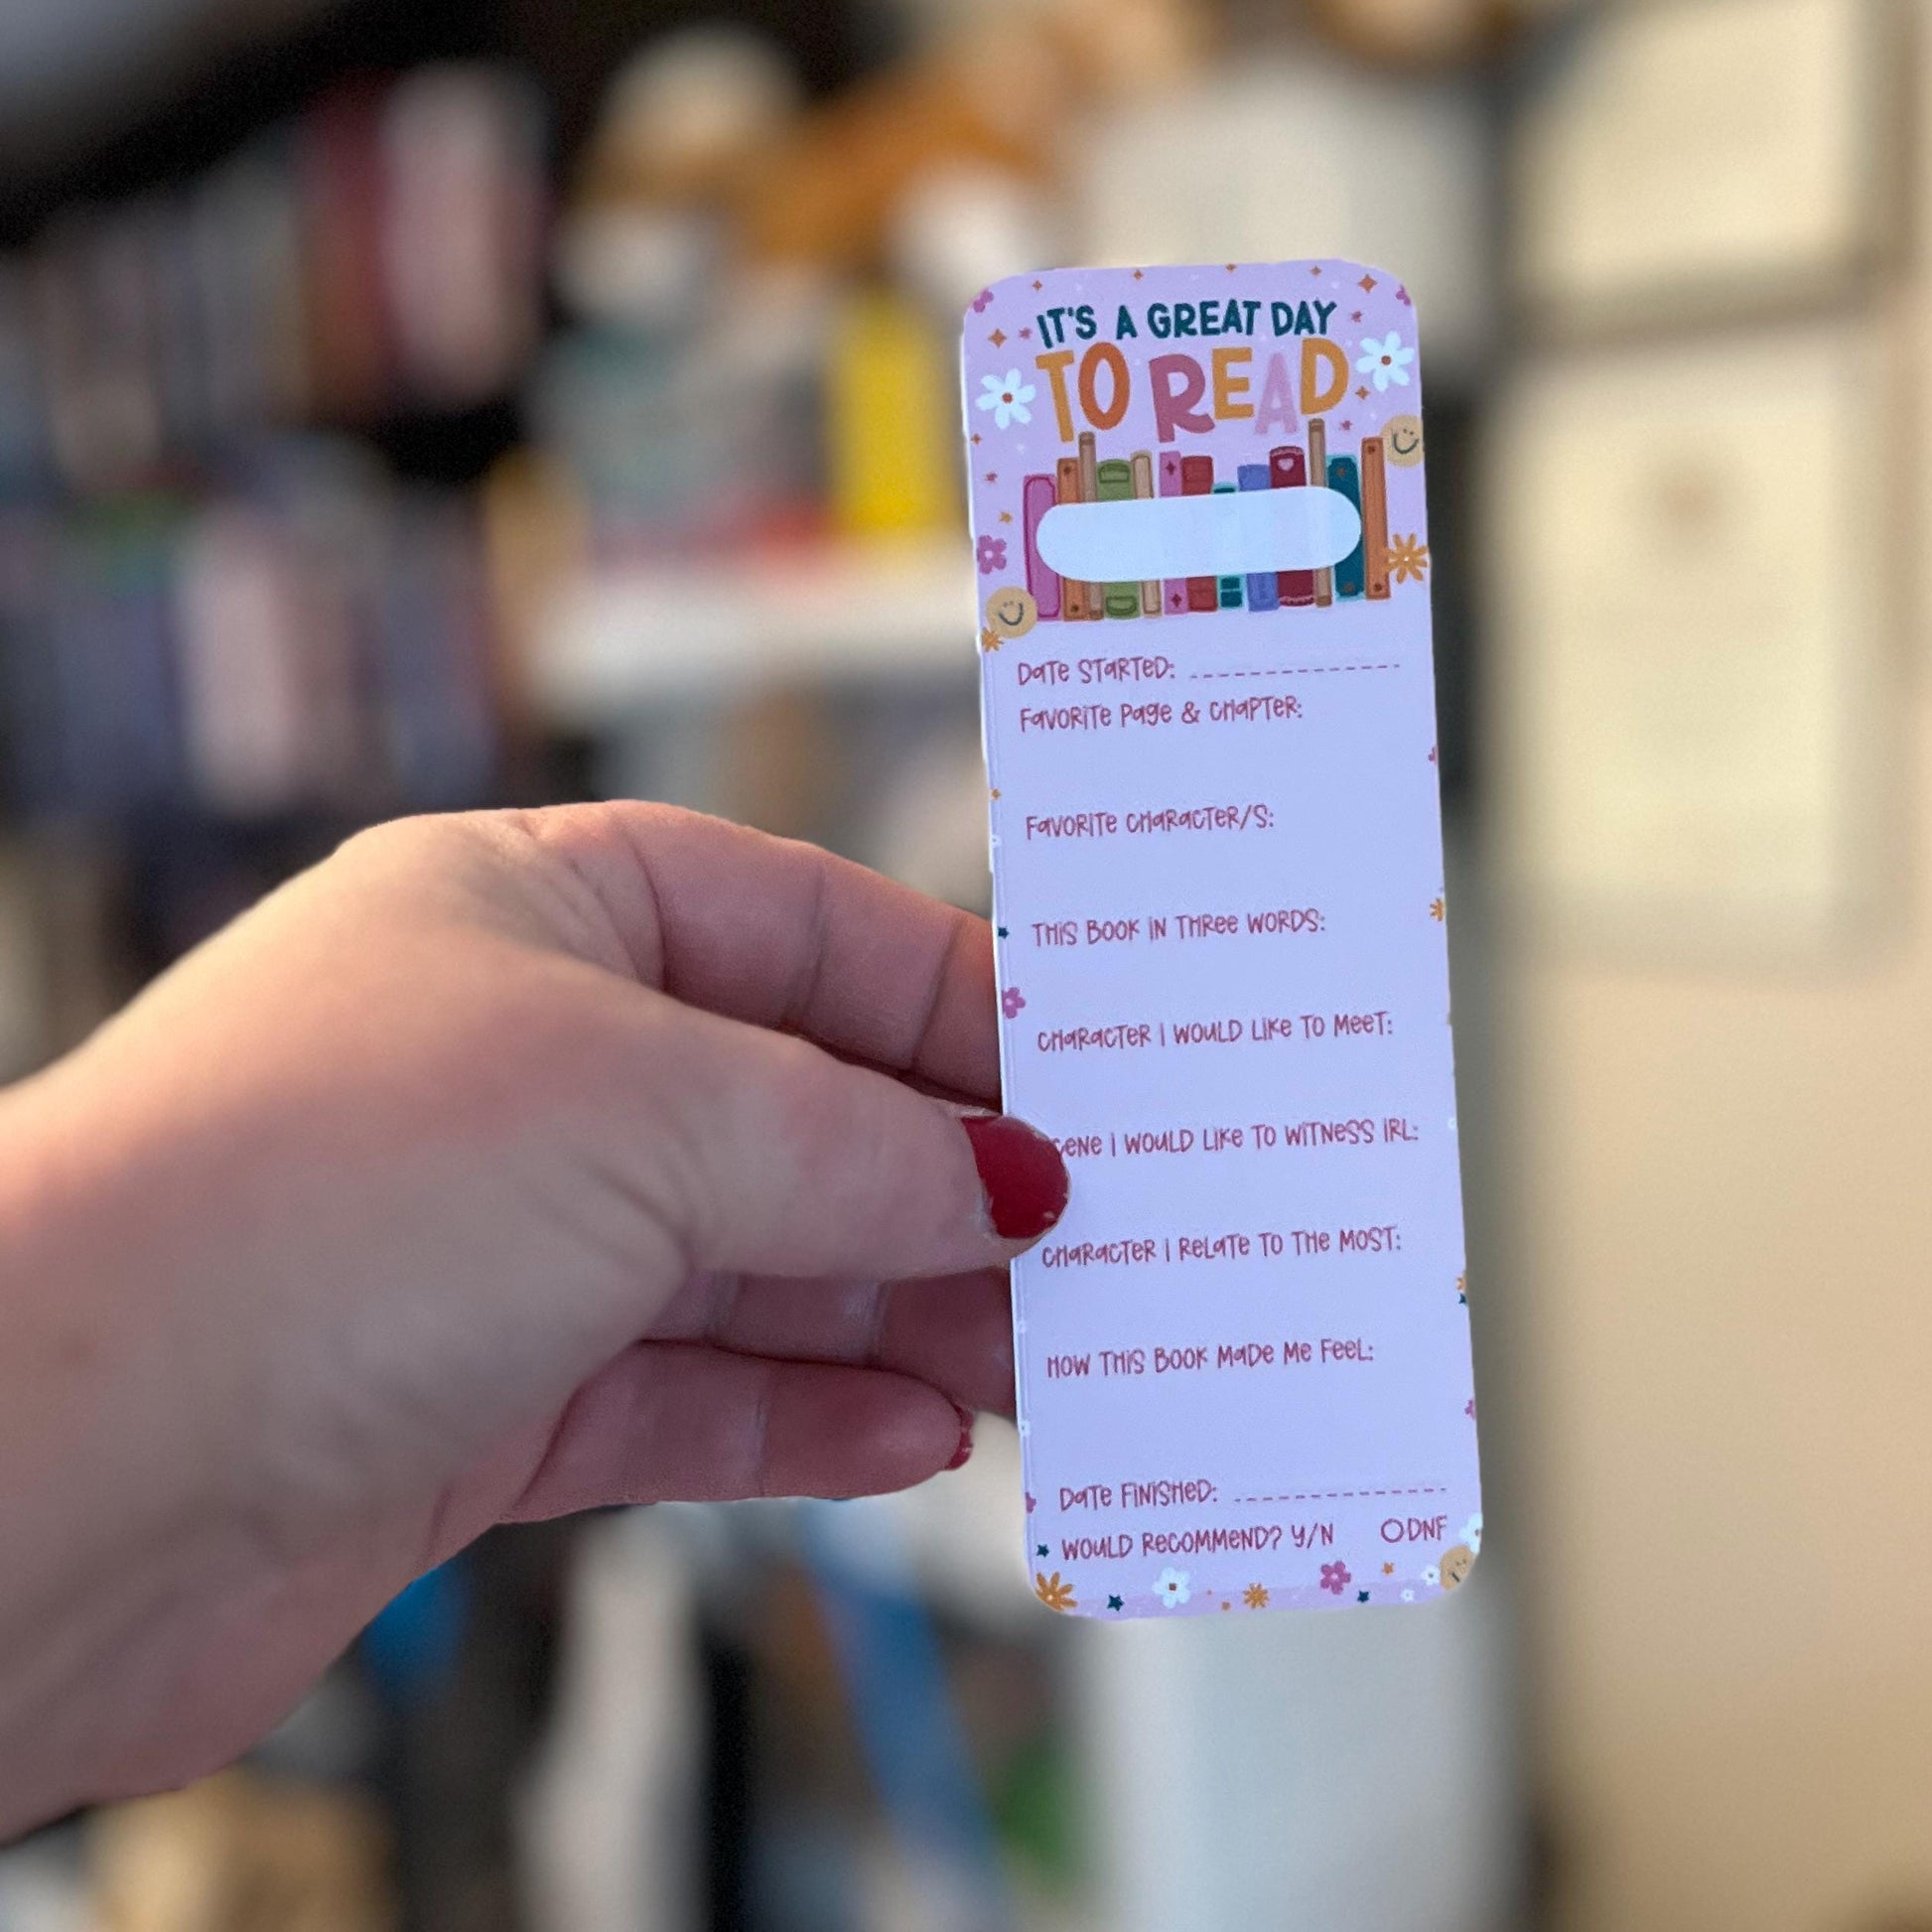 IT'S A GREAT DAY
TO READ
DATE STARTED:
FAVORITE PAGE & CHAPTER:
FAVORITE CHARACTER/S:
THIS BOOK IN THREE WORDS:
CHARACTER I WOULD LIKE TO MEET:
I WOULD LIKE TO WITNESS IRL:
CHARACTER I RELATE TO THE MOST:
HOW THIS BOOK MADE ME FEEL:
DATE FINISHED:
WOULD RECOMMEND? Y/N DNF